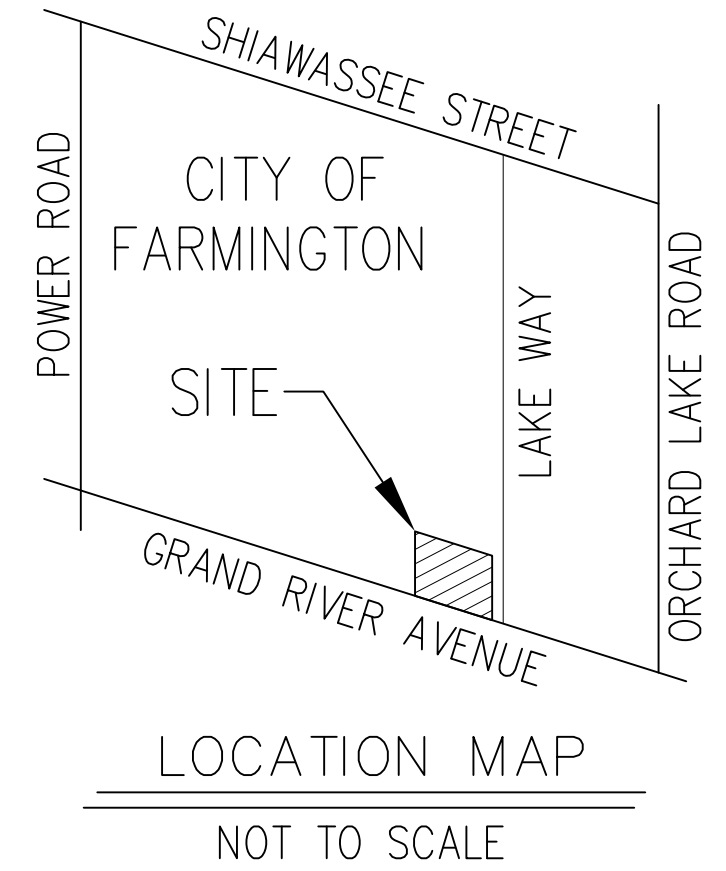 SHIAWASSEE STREET
POWER ROAD
CITY OF
FARMINGTON
LAKE WAY
ORCHARD LAKE ROAD
SITE
GRAND RIVER AVENUE
LOCATION MAP
NOT TO SCALE